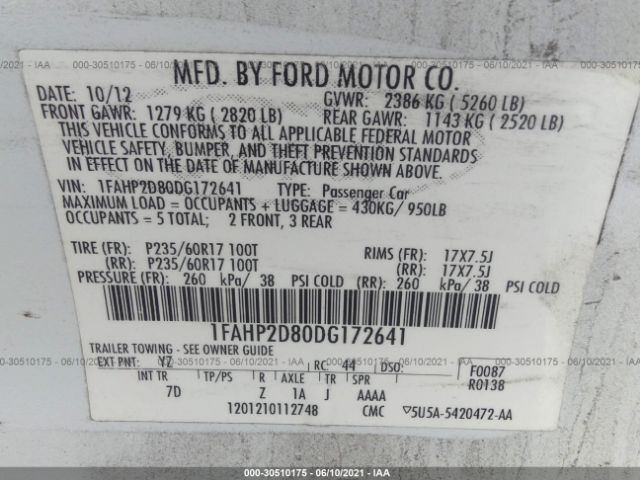 000-30510175 - 06/10/2021 - IAA
MFD. BY FORD MOTOR CO.
DATE: 10/12 GVWR: 2386 KG ( 5260 LB)
FRONT GAWR: 1279 KG ( 2820 LB) REAR GAWR: 1143 KG ( 2520 LB)
THIS VEHICLE CONFORMS TO ALL APPLICABLE FEDERAL MOTOR
VEHICLE SAFETY, BUMPER, AND THEFT PREVENTION STANDARDS
IN EFFECT ON THE DATE OF MANUFACTURE SHOWN ABOVE.
VIN: 1FAHP2D80DG172641 TYPE: Passenger Car
MAXIMUM LOAD = OCCUPANTS + LUGGAGE = 430KG/ 950LB
OCCUPANTS = 5 TOTAL; 2 FRONT, 3 REAR
TIRE (FR): P235/60R17 100T RIMS (FR): 17X7.5J
(RR): P235/60R17 100T (RR): 17X7.5J
PRESSURE (FR): 260 kPa/ 38 PSI COLD (RR): 260 kPa/ 38 PSI COLD
1FAHP2D80DG172641
TRAILER TOWING - SEE OWNER GUIDE
EXT PNT: YZ RC: 44 DSO: F0087
INT TR TP/PS R AXLE TR SPR R0138
7D Z 1A J AAAA
1201210112748 CMC 5U5A-5420472-AA
000-30510175 - 06/10/2021 - IAA